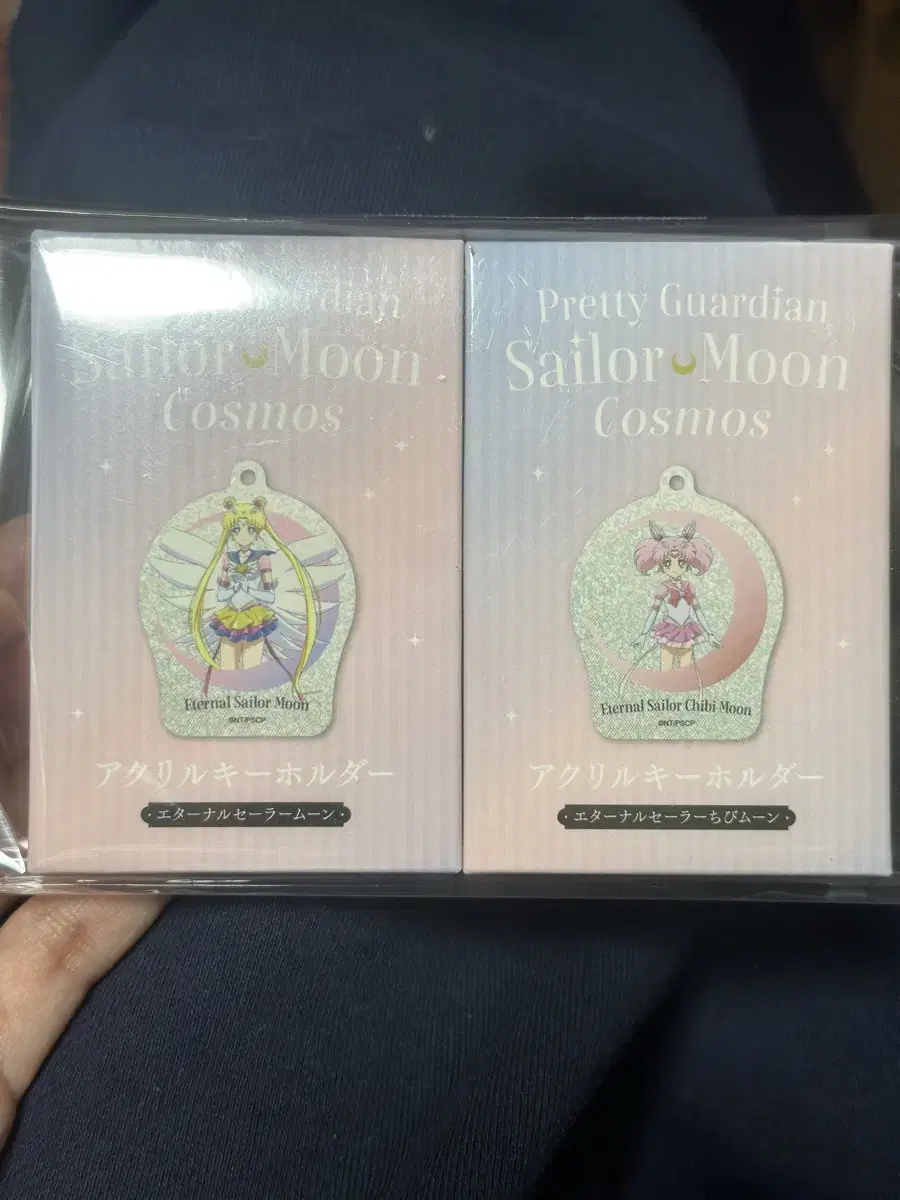 Guardian
Sailor Moon
Cosmos
Eternal Sailor Moon
©NT/PSCP
アクリルキーホルダー
・エターナルセーラームーン・
Pretty Guardian
Sailor Moon
Cosmos
Eternal Sailor Chibi Moon
©NT/PSCP
アクリルキーホルダー
・エターナルセーラーちびムーン・